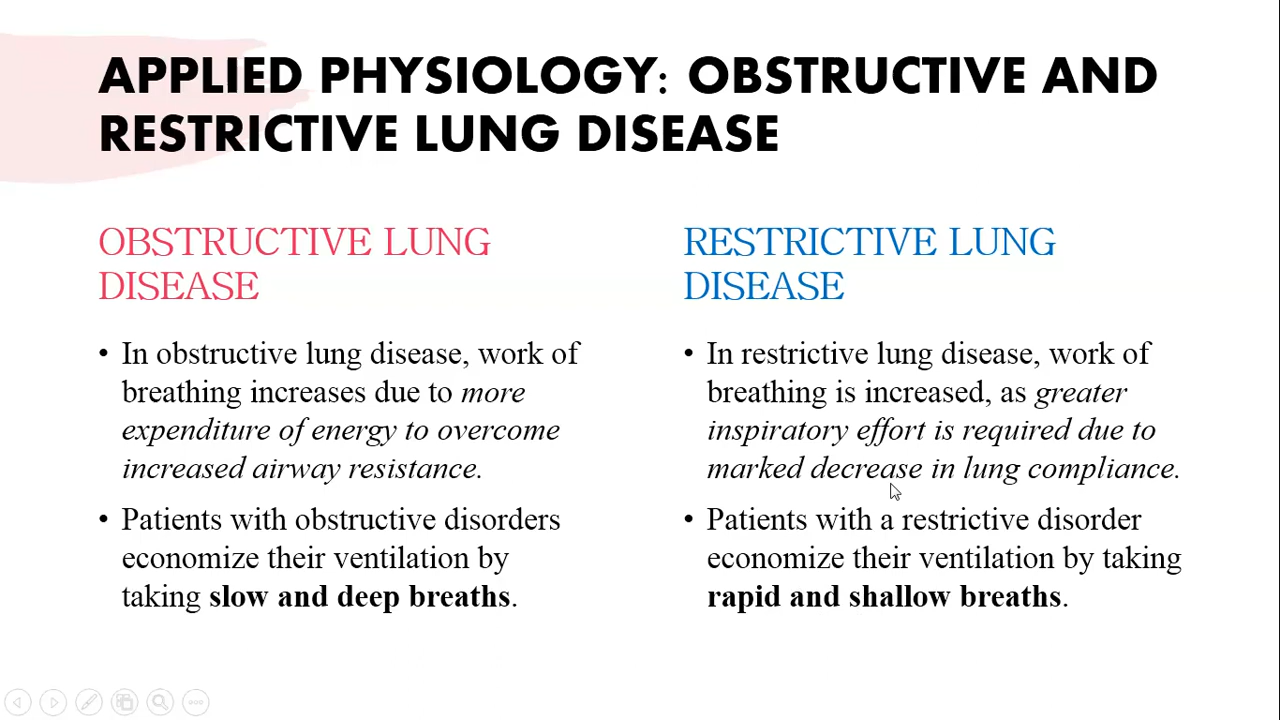 APPLIED PHYSIOLOGY: OBSTRUCTIVE AND
RESTRICTIVE LUNG DISEASE
OBSTRUCTIVE LUNG
DISEASE
• In obstructive lung disease, work of
breathing increases due to more
expenditure of energy to overcome
increased airway resistance.
• Patients with obstructive disorders
economize their ventilation by
taking slow and deep breaths.
RESTRICTIVE LUNG
DISEASE
• In restrictive lung disease, work of
breathing is increased, as greater
inspiratory effort is required due to
marked decrease in lung compliance.
• Patients with a restrictive disorder
economize their ventilation by taking
rapid and shallow breaths.